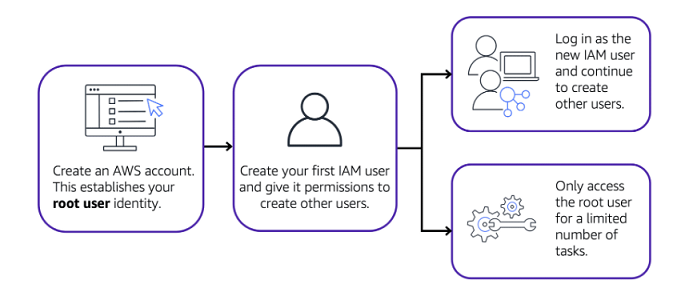 Create an AWS account.
This establishes your
root user identity.
Create your first IAM user
and give it permissions to
create other users.
Log in as the
new IAM user
and continue
to create
other users.
Only access
the root user
for a limited
number of
tasks.